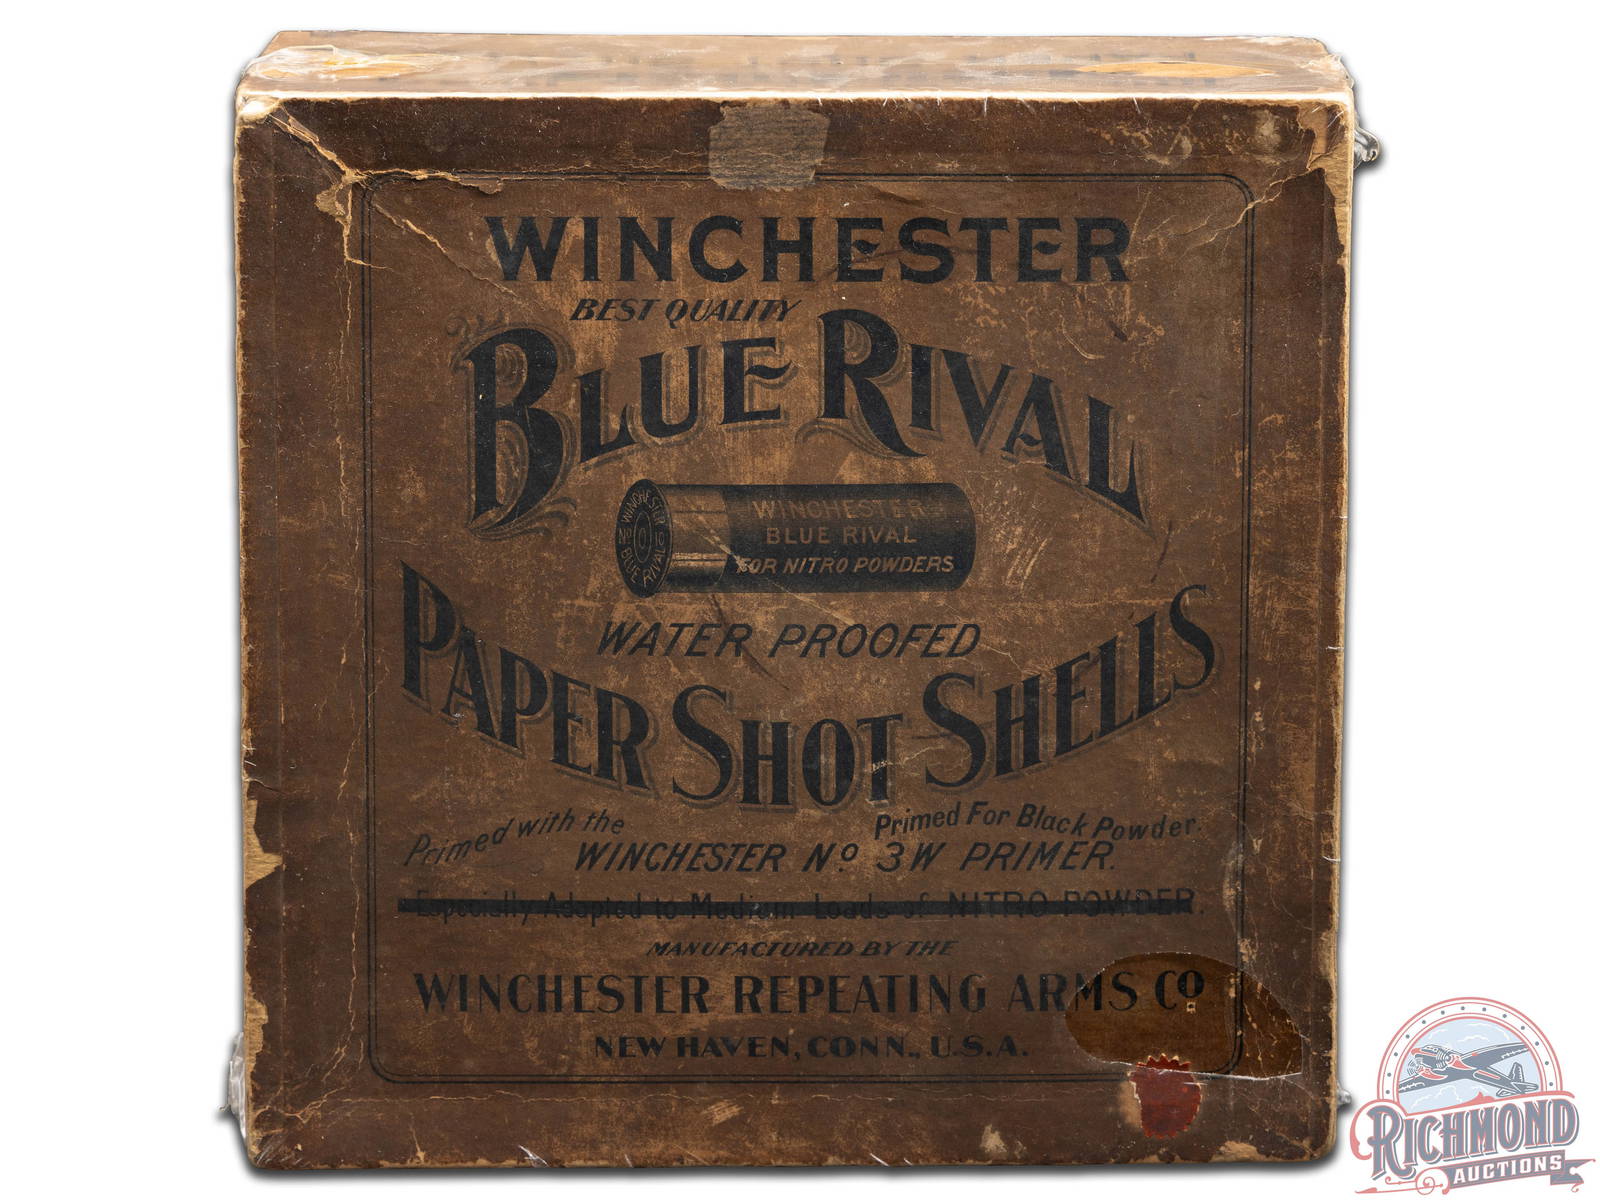 WINCHESTER
BEST QUALITY
BLUE RIVAL
WINCHESTER
No 10 10
BLUE RIVAL
WINCHESTER
BLUE RIVAL
FOR NITRO POWDERS
WATER PROOFED
PAPER SHOT SHELLS
Primed with the
Primed For Black Powder.
WINCHESTER No. 3W PRIMER.
Especially Adapted to Medium Loads of NITRO POWDER.
MANUFACTURED BY THE
WINCHESTER REPEATING ARMS Co.
NEW HAVEN, CONN., U.S.A.
RICHMOND
AUCTIONS